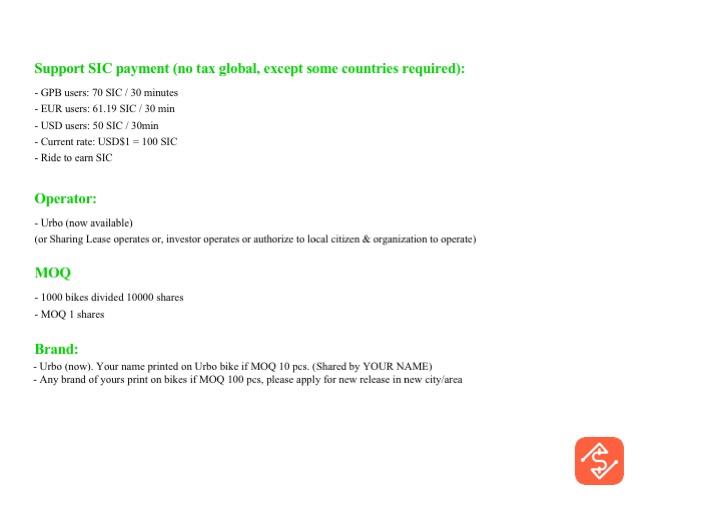 Support SIC payment (no tax global, except some countries required):
- GPB users: 70 SIC / 30 minutes
- EUR users: 61.19 SIC / 30 min
- USD users: 50 SIC / 30min
- Current rate: USD$1 = 100 SIC
- Ride to earn SIC
Operator:
- Urbo (now available)
(or Sharing Lease operates or, investor operates or authorize to local citizen & organization to operate)
MOQ
- 1000 bikes divided 10000 shares
- MOQ 1 shares
Brand:
- Urbo (now). Your name printed on Urbo bike if MOQ 10 pcs. (Shared by YOUR NAME)
- Any brand of yours print on bikes if MOQ 100 pcs, please apply for new release in new city/area